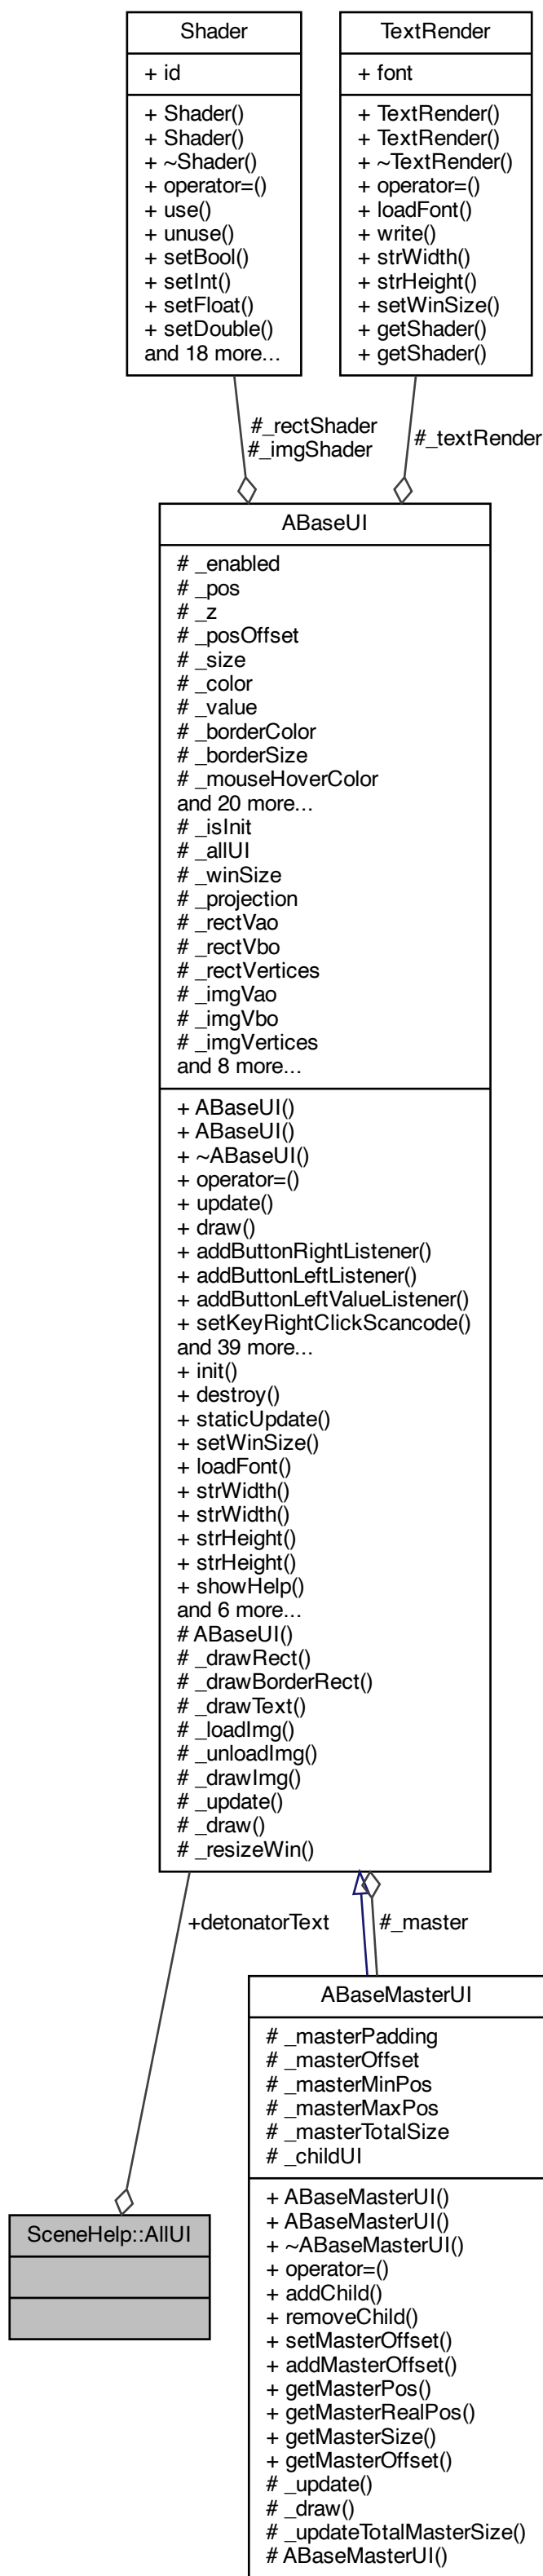 Shader
+ id
+ Shader()
+ Shader()
+ ~Shader()
+ operator=()
+ use()
+ unuse()
+ setBool()
+ setInt()
+ setFloat()
+ setDouble()
and 18 more...
TextRender
+ font
+ TextRender()
+ TextRender()
+ ~TextRender()
+ operator=()
+ loadFont()
+ write()
+ strWidth()
+ strHeight()
+ setWinSize()
+ getShader()
+ getShader()
#_rectShader
#_imgShader
#_textRender
ABaseUI
# _enabled
# _pos
# _z
# _posOffset
# _size
# _color
# _value
# _borderColor
# _borderSize
# _mouseHoverColor
and 20 more...
# _isInit
# _allUI
# _winSize
# _projection
# _rectVao
# _rectVbo
# _rectVertices
# _imgVao
# _imgVbo
# _imgVertices
and 8 more...
+ ABaseUI()
+ ABaseUI()
+ ~ABaseUI()
+ operator=()
+ update()
+ draw()
+ addButtonRightListener()
+ addButtonLeftListener()
+ addButtonLeftValueListener()
+ setKeyRightClickScancode()
and 39 more...
+ init()
+ destroy()
+ staticUpdate()
+ setWinSize()
+ loadFont()
+ strWidth()
+ strWidth()
+ strHeight()
+ strHeight()
+ showHelp()
and 6 more...
# ABaseUI()
# _drawRect()
# _drawBorderRect()
# _drawText()
# _loadImg()
# _unloadImg()
# _drawImg()
# _update()
# _draw()
# _resizeWin()
+detonatorText
#_master
ABaseMasterUI
# _masterPadding
# _masterOffset
# _masterMinPos
# _masterMaxPos
# _masterTotalSize
# _childUI
+ ABaseMasterUI()
+ ABaseMasterUI()
+ ~ABaseMasterUI()
+ operator=()
+ addChild()
+ removeChild()
+ setMasterOffset()
+ addMasterOffset()
+ getMasterPos()
+ getMasterRealPos()
+ getMasterSize()
+ getMasterOffset()
# _update()
# _draw()
# _updateTotalMasterSize()
# ABaseMasterUI()
SceneHelp::AllUI